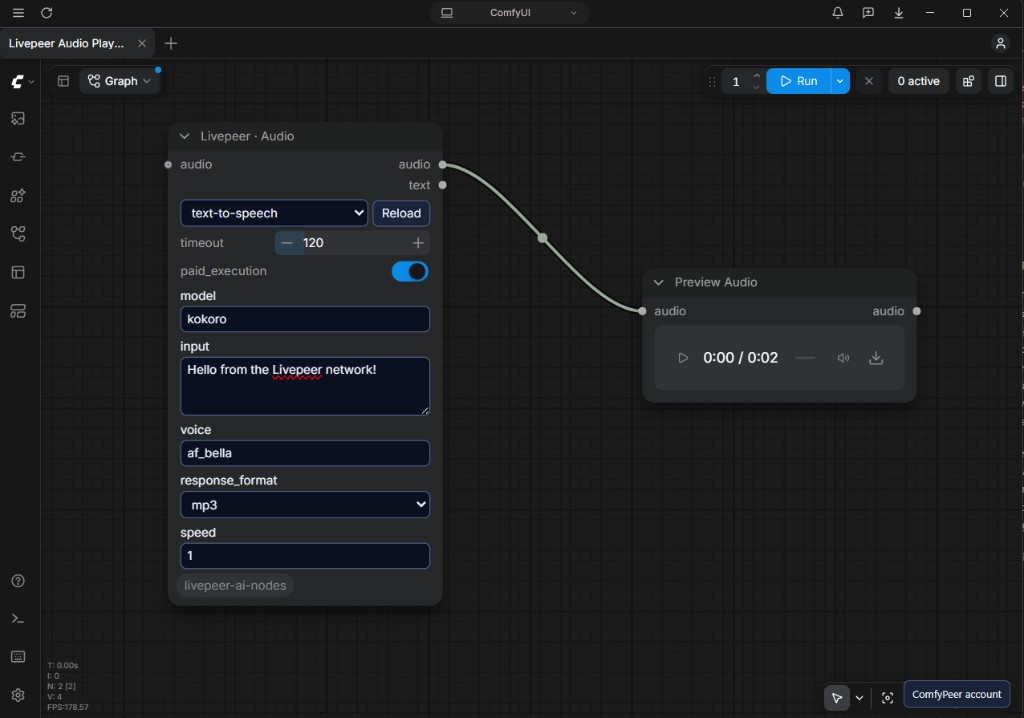 ComfyUI
Livepeer Audio Play...
Graph
1
Run
0 active
Livepeer · Audio
audio
audio
text
text-to-speech
Reload
timeout
120
paid_execution
model
kokoro
input
Hello from the Livepeer network!
voice
af_bella
response_format
mp3
speed
1
livepeer-ai-nodes
Preview Audio
audio
audio
0:00 / 0:02
T: 0.00s
I: 0
N: 2 [2]
V: 4
FPS:178.57
ComfyPeer account